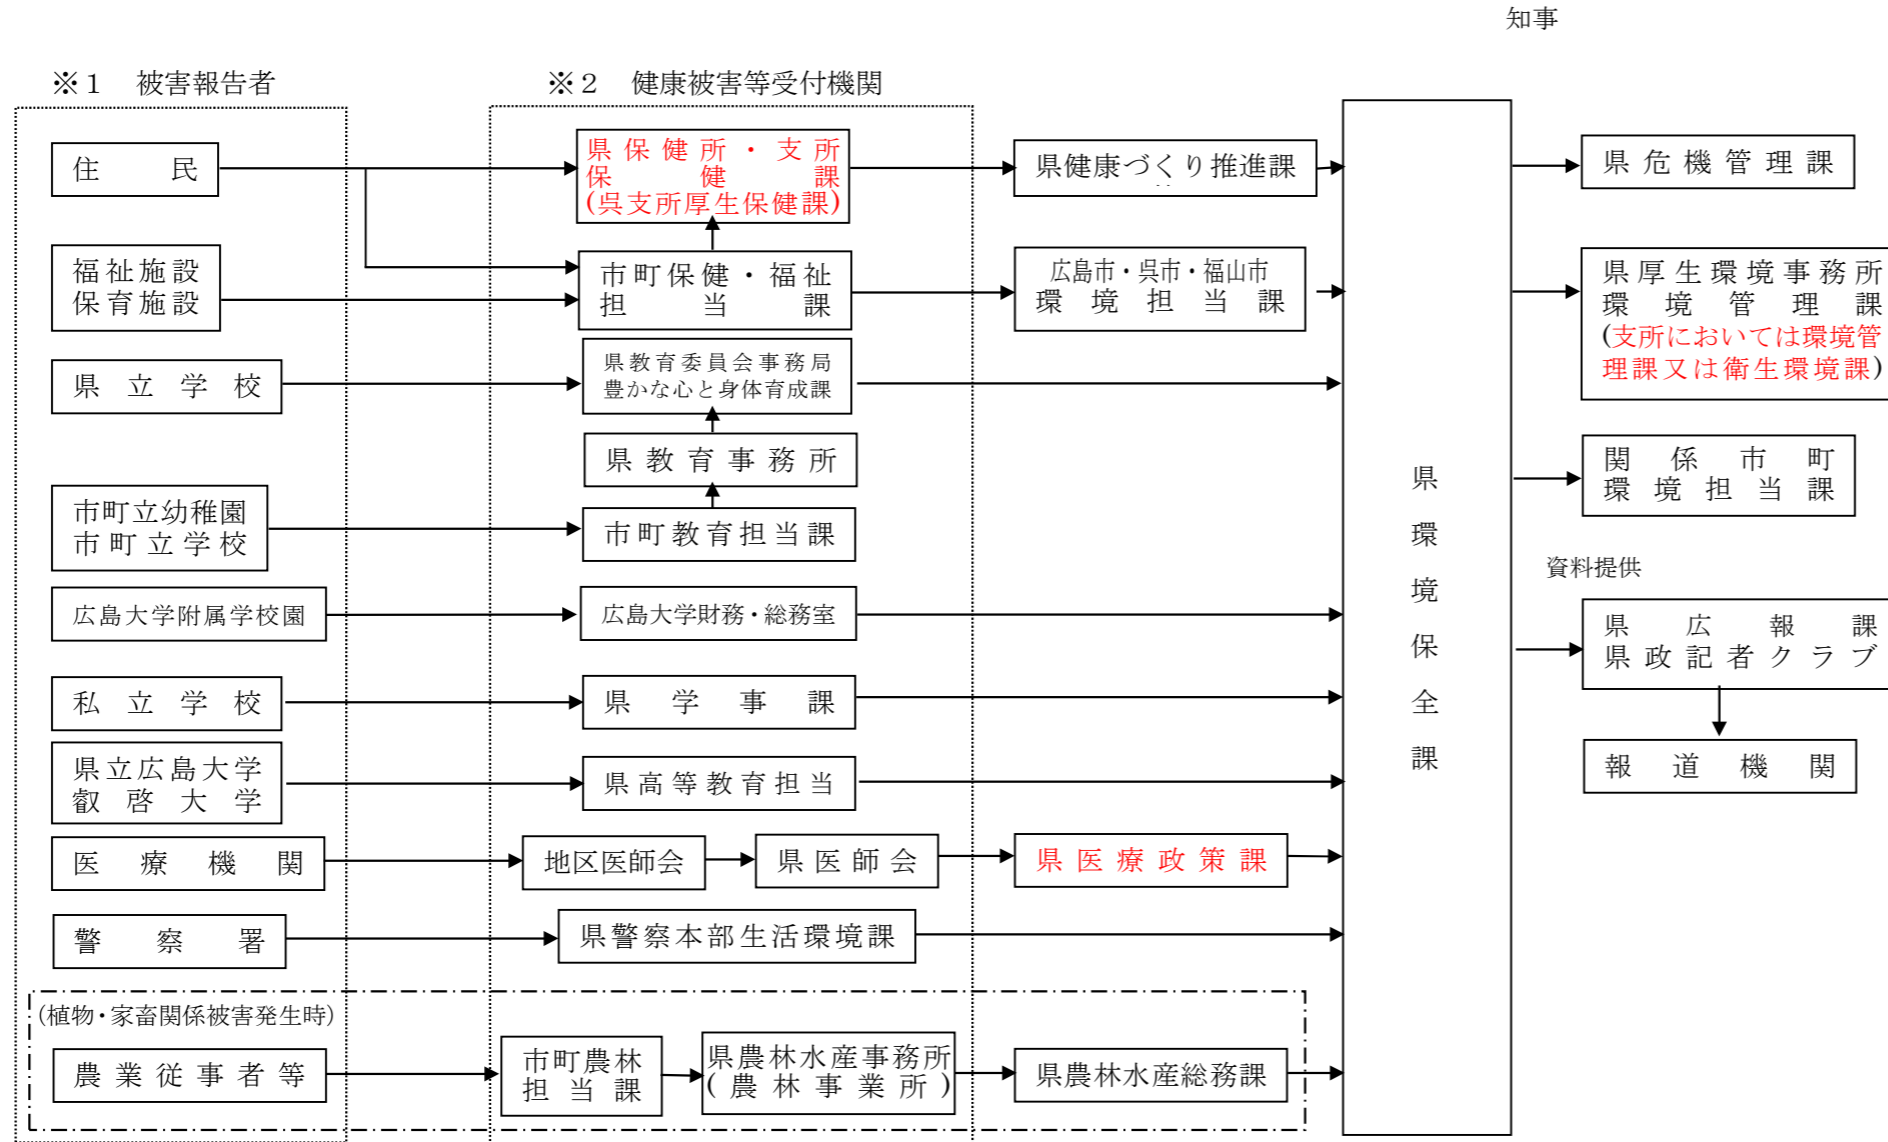 知事
※１　被害報告者
※２　健康被害等受付機関
住民
県保健所・支所
保健課
(呉支所厚生保健課)
県健康づくり推進課
県危機管理課
福祉施設
保育施設
市町保健・福祉
担当課
広島市・呉市・福山市
環境担当課
県厚生環境事務所
環境管理課
(支所においては環境管
理課又は衛生環境課)
県立学校
県教育委員会事務局
豊かな心と身体育成課
県教育事務所
関係市町
環境担当課
市町立幼稚園
市町立学校
市町教育担当課
県環境保全課
資料提供
広島大学附属学校園
広島大学財務・総務室
県広報課
県政記者クラブ
私立学校
県学事課
報道機関
県立広島大学
叡啓大学
県高等教育担当
医療機関
地区医師会
県医師会
県医療政策課
警察署
県警察本部生活環境課
(植物・家畜関係被害発生時)
農業従事者等
市町農林
担当課
県農林水産事務所
(農林事業所)
県農林水産総務課